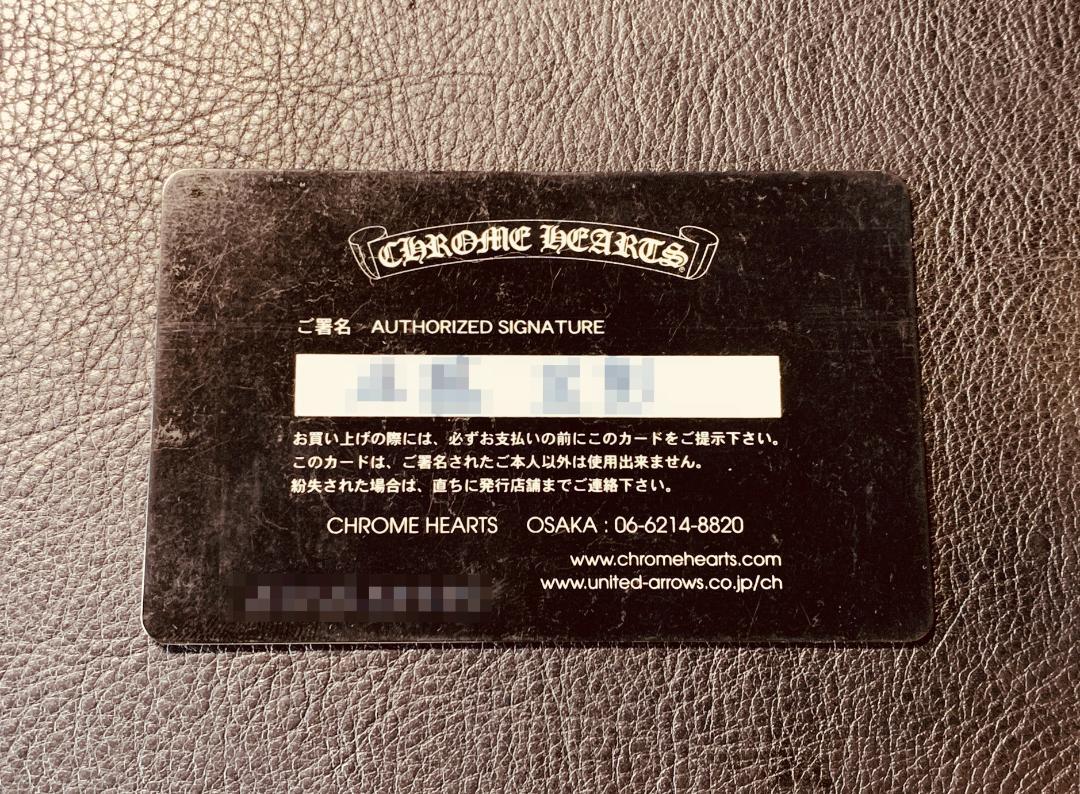 CHROME HEARTS®
ご署名 AUTHORIZED SIGNATURE
お買い上げの際には、必ずお支払いの前にこのカードをご提示下さい。
このカードは、ご署名されたご本人以外は使用出来ません。
紛失された場合は、直ちに発行店舗までご連絡下さい。
CHROME HEARTS OSAKA : 06-6214-8820
www.chromehearts.com
www.united-arrows.co.jp/ch